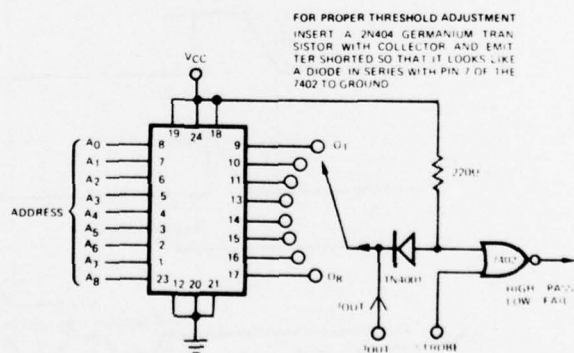 FOR PROPER THRESHOLD ADJUSTMENT
INSERT A 2N404 GERMANIUM TRAN
SISTOR WITH COLLECTOR AND EMIT
TER SHORTED SO THAT IT LOOKS LIKE
A DIODE IN SERIES WITH PIN 7 OF THE
7402 TO GROUND
VCC
19 24 18
A0 8 9 O1
A1 7 10
A2 6 11
A3 5 13
ADDRESS A4 4 14
A5 3 15
A6 2 16
A7 1 17 O8
A8 23
12 20 21
220Ω
1N4001
7402
HIGH PASS
LOW FAIL
IOUT
IOUT
STROBE